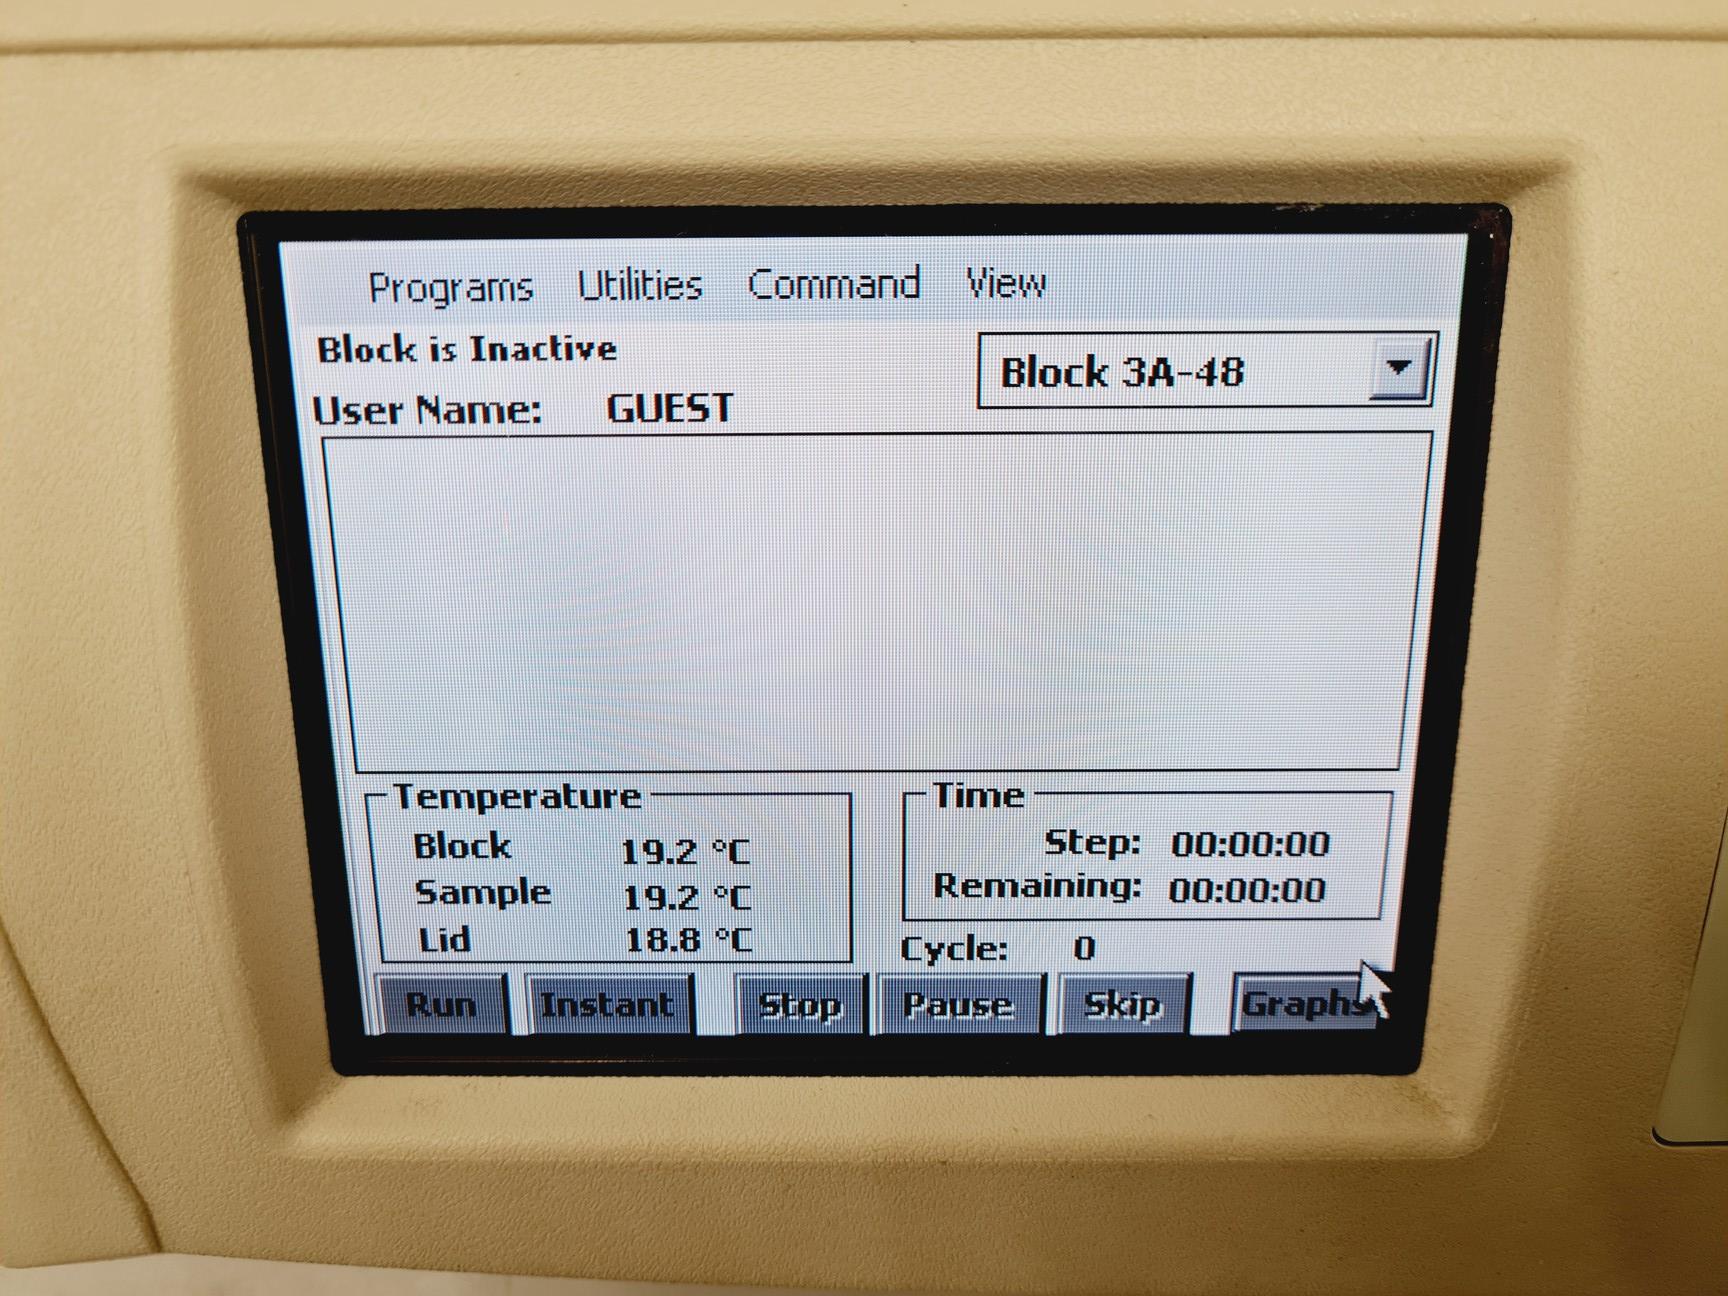 Programs Utilities Command View
Block is Inactive
Block 3A-48
User Name: GUEST
Temperature
Block 19.2 °C
Sample 19.2 °C
Lid 18.8 °C
Time
Step: 00:00:00
Remaining: 00:00:00
Cycle: 0
Run Instant Stop Pause Skip Graphs